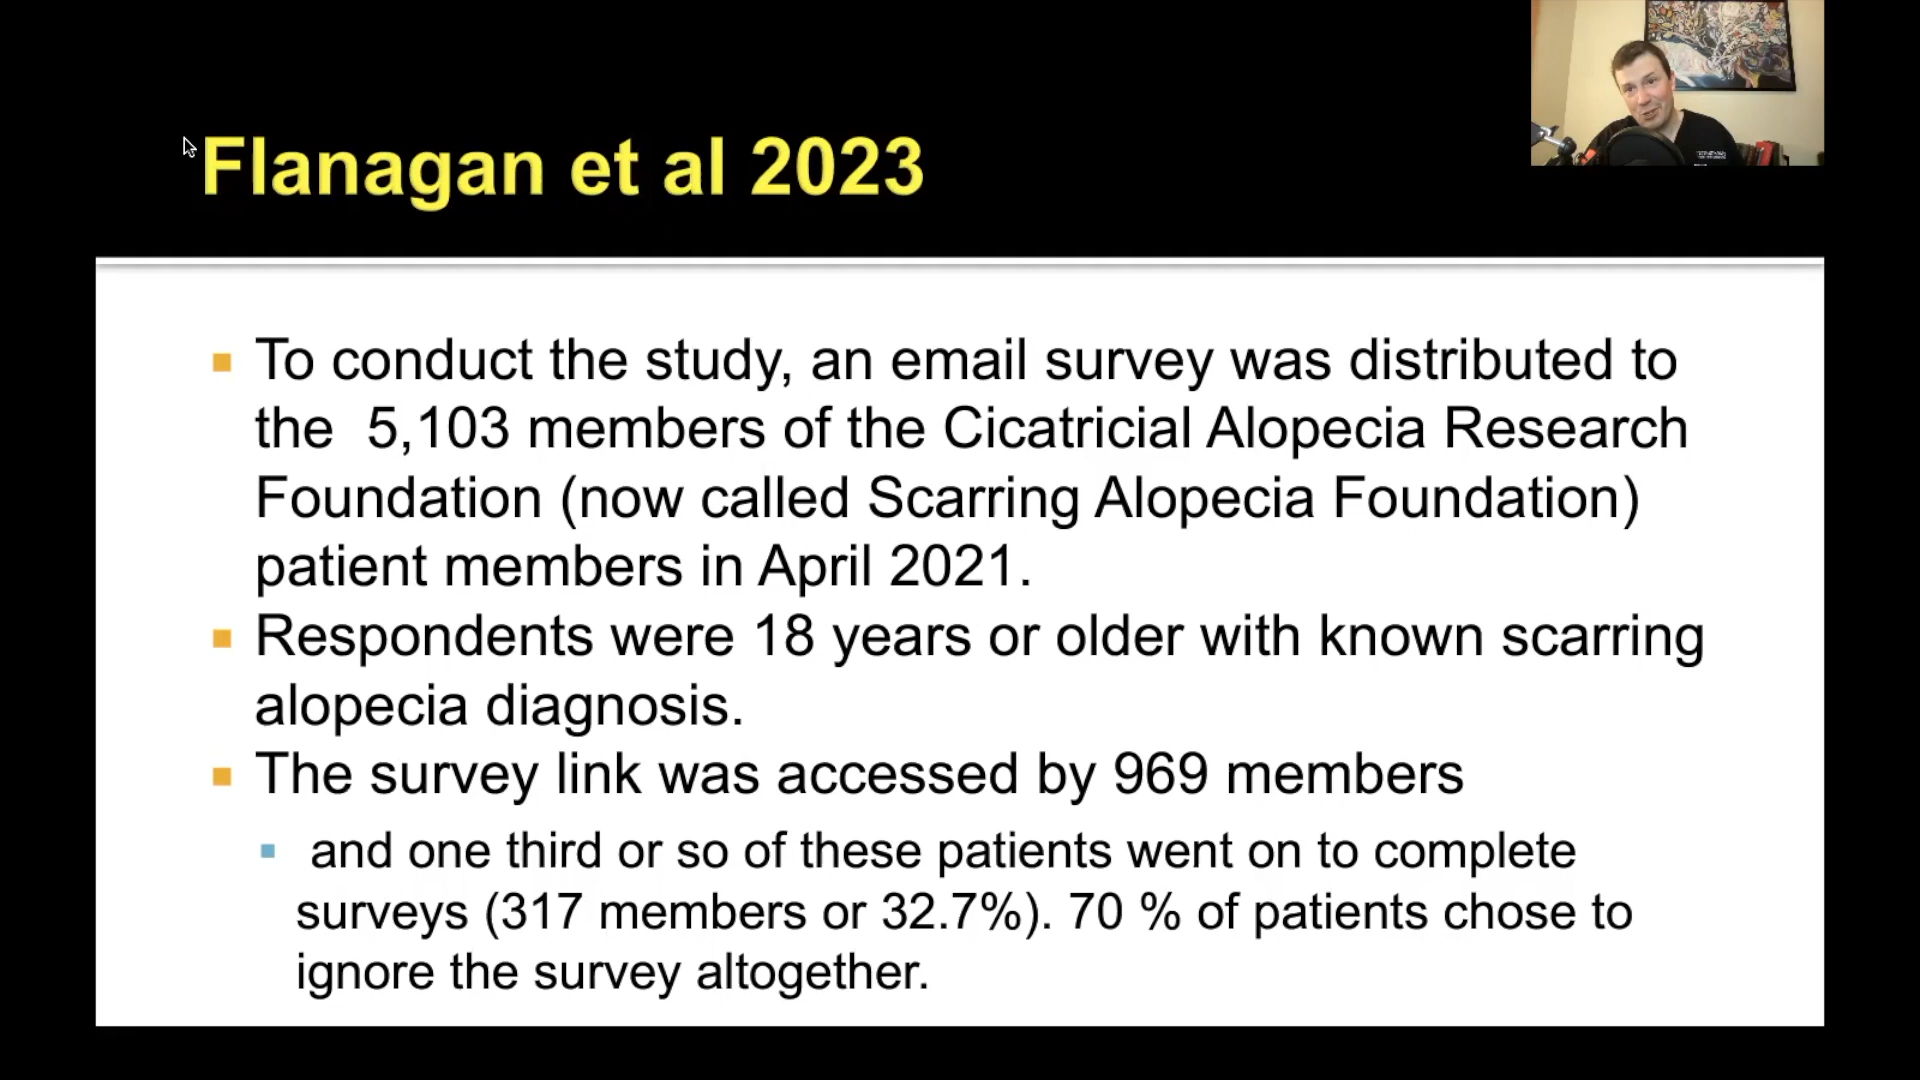 Flanagan et al 2023
To conduct the study, an email survey was distributed to
the 5,103 members of the Cicatricial Alopecia Research
Foundation (now called Scarring Alopecia Foundation)
patient members in April 2021.
Respondents were 18 years or older with known scarring
alopecia diagnosis.
The survey link was accessed by 969 members
and one third or so of these patients went on to complete
surveys (317 members or 32.7%). 70 % of patients chose to
ignore the survey altogether.